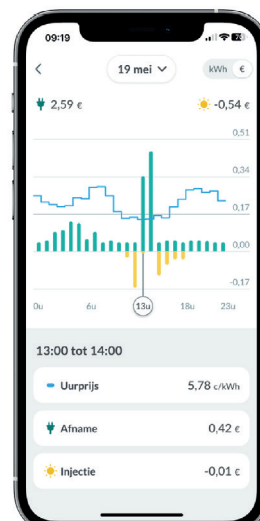 09:19
19 mei
kWh €
2,59 €
-0,54 €
0,51
0,34
0,17
0,00
-0,17
0u 6u 13u 18u 23u
13:00 tot 14:00
Uurprijs 5,78 c/kWh
Afname 0,42 €
Injectie -0,01 €